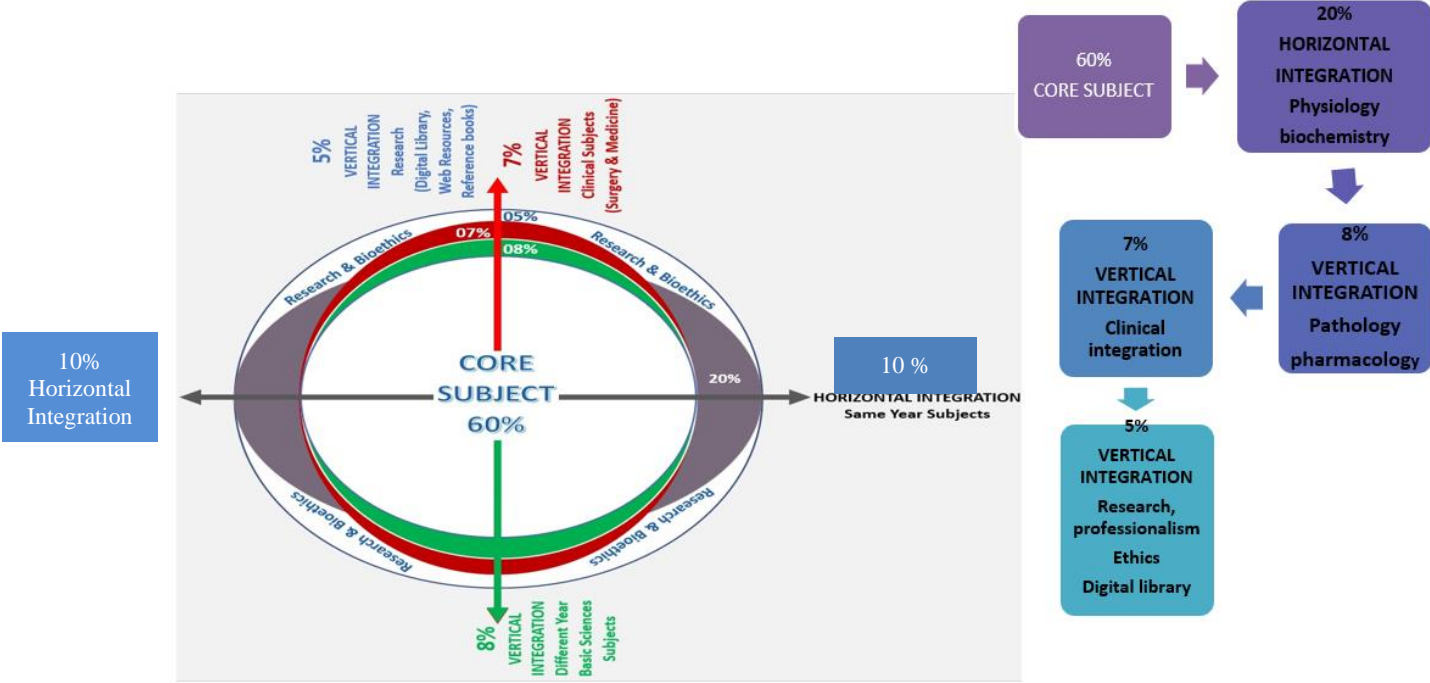 5%
VERTICAL
INTEGRATION
Research
(Digital Library,
Web Resources,
Reference books)
7%
VERTICAL
INTEGRATION
Clinical Subjects
(Surgery & Medicine)
05%
07%
08%
Research & Bioethics
Research & Bioethics
10%
Horizontal
Integration
CORE
SUBJECT
60%
20%
10 %
HORIZONTAL INTEGRATION
Same Year Subjects
Research & Bioethics
Research & Bioethics
8%
VERTICAL
INTEGRATION
Different Year
Basic Sciences
Subjects
60%
CORE SUBJECT
20%
HORIZONTAL
INTEGRATION
Physiology
biochemistry
8%
VERTICAL
INTEGRATION
Pathology
pharmacology
7%
VERTICAL
INTEGRATION
Clinical
integration
5%
VERTICAL
INTEGRATION
Research,
professionalism
Ethics
Digital library